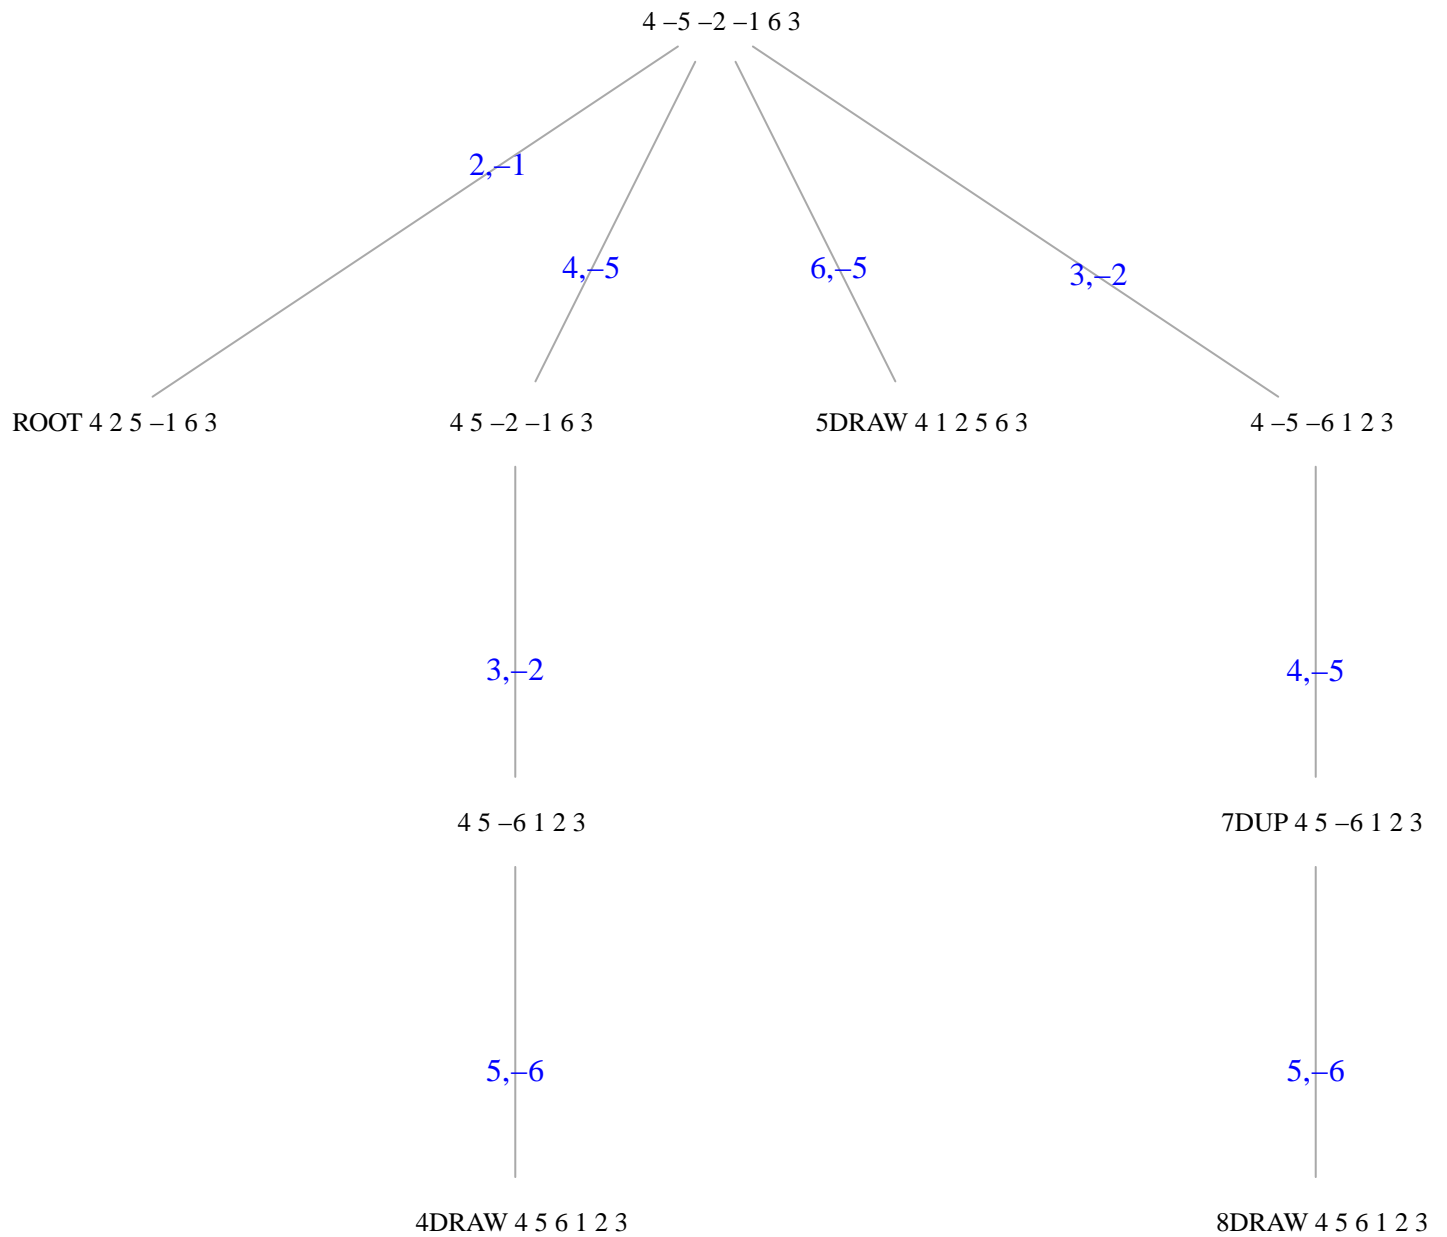 4 –5 –2 –1 6 3
2,–1
4,–5
6,–5
3,–2
ROOT 4 2 5 –1 6 3
4 5 –2 –1 6 3
5DRAW 4 1 2 5 6 3
4 –5 –6 1 2 3
3,–2
4,–5
4 5 –6 1 2 3
7DUP 4 5 –6 1 2 3
5,–6
5,–6
4DRAW 4 5 6 1 2 3
8DRAW 4 5 6 1 2 3